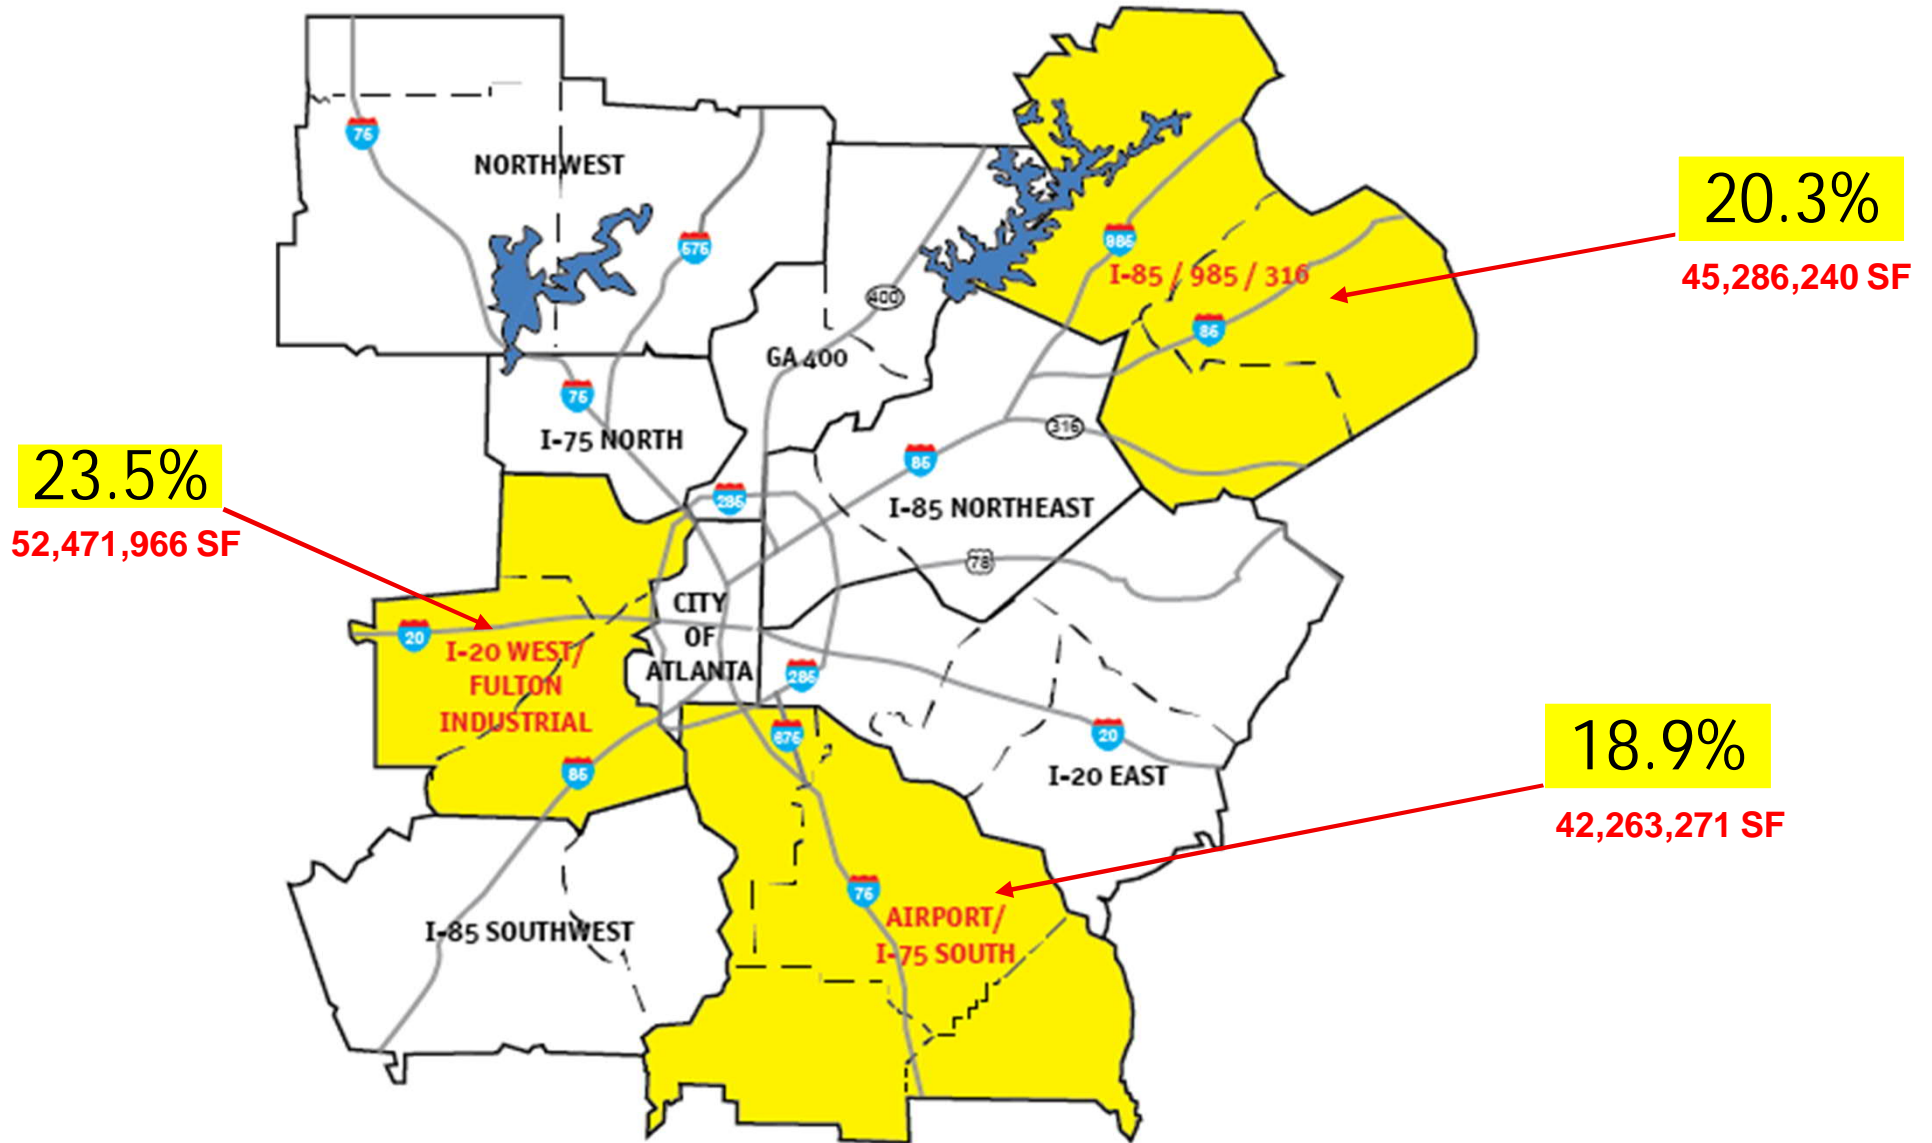 75
NORTHWEST
575
985
I-85 / 985 / 316
20.3%
45,286,240 SF
400
85
GA 400
75
I-75 NORTH
316
85
23.5%
52,471,966 SF
285
I-85 NORTHEAST
78
CITY
OF
ATLANTA
20
I-20 WEST/
FULTON
INDUSTRIAL
285
675
20
I-20 EAST
18.9%
42,263,271 SF
85
75
AIRPORT/
I-75 SOUTH
I-85 SOUTHWEST